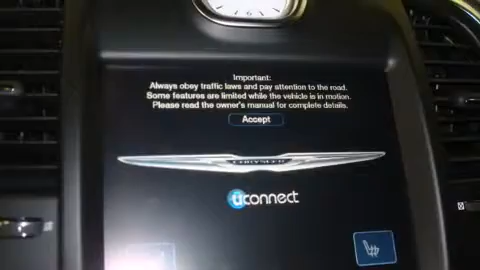 Important:
Always obey traffic laws and pay attention to the road.
Some features are limited while the vehicle is in motion.
Please read the owner's manual for complete details.
Accept
CHRYSLER
uconnect